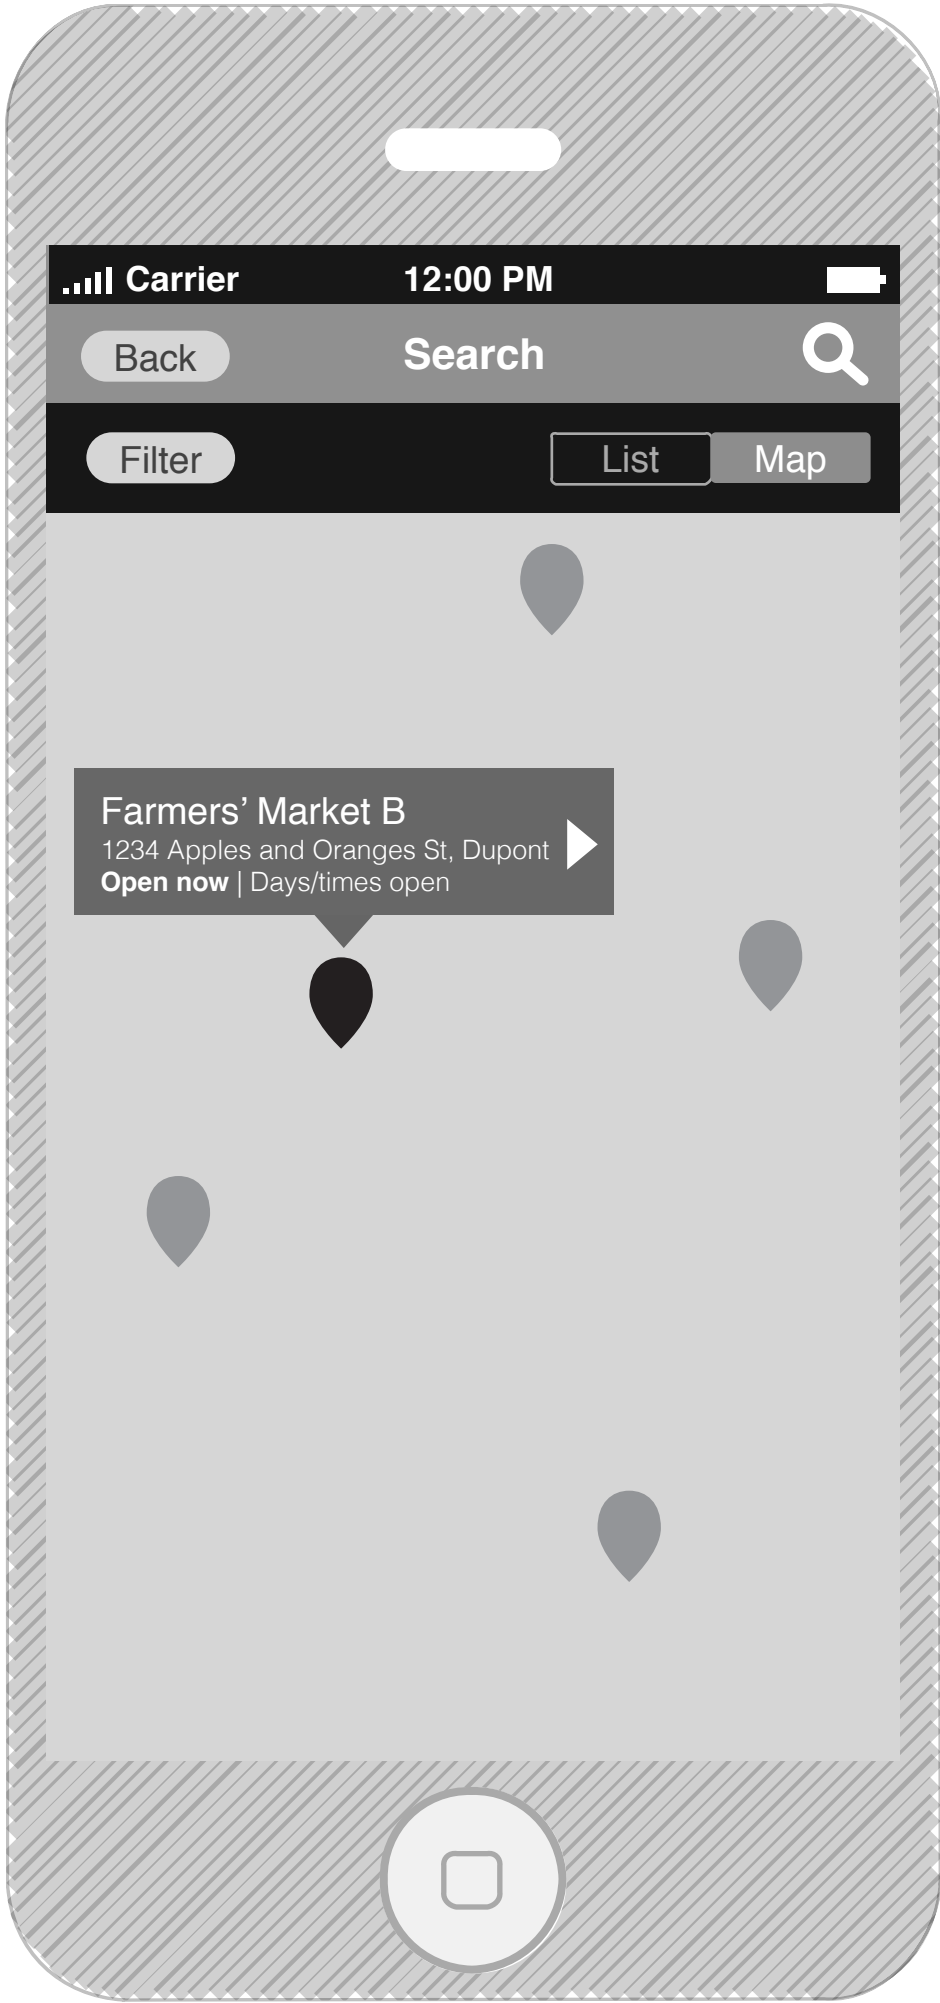 Carrier 12:00 PM
Back Search
Filter List Map
Farmers’ Market B
1234 Apples and Oranges St, Dupont
Open now | Days/times open